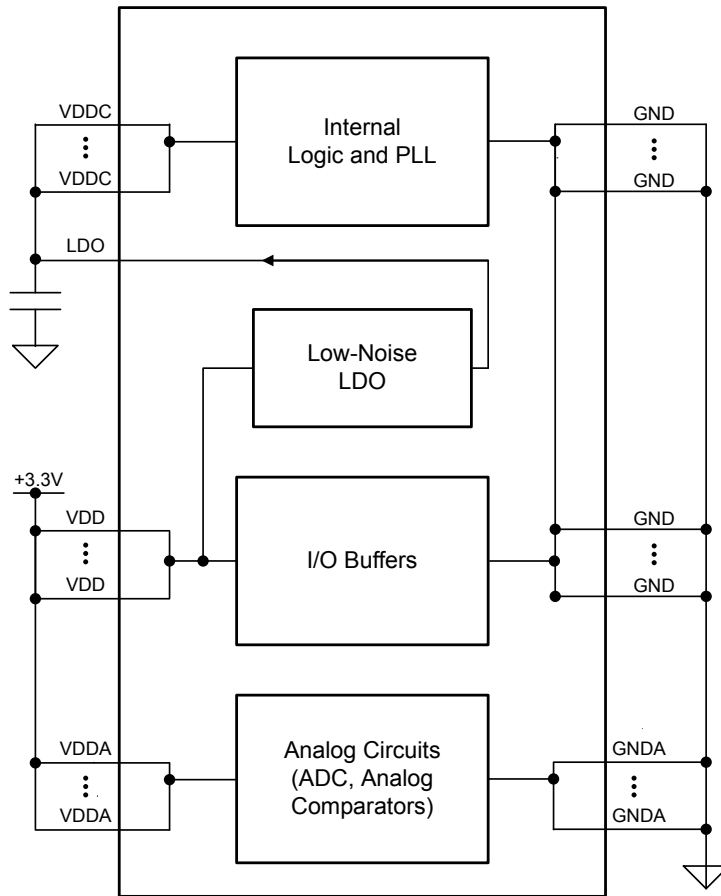 VDDC
VDDC
LDO
Internal
Logic and PLL
GND
GND
Low-Noise
LDO
+3.3V
VDD
VDD
I/O Buffers
GND
GND
VDDA
VDDA
Analog Circuits
(ADC, Analog
Comparators)
GNDA
GNDA